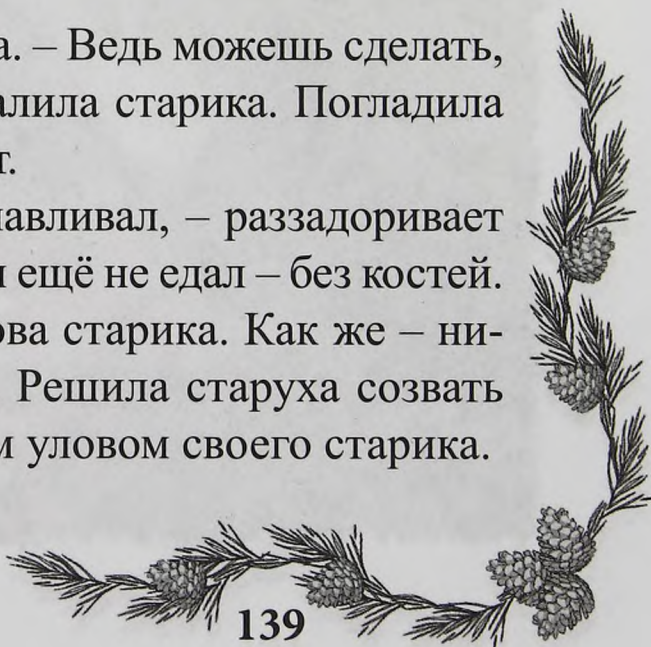 а. – Ведь можешь сделать,
алила старика. Погладила
т.
лавливал, – раззадоривает
ещё не едал – без костей.
ова старика. Как же – ни-
Решила старуха созвать
м уловом своего старика.
139